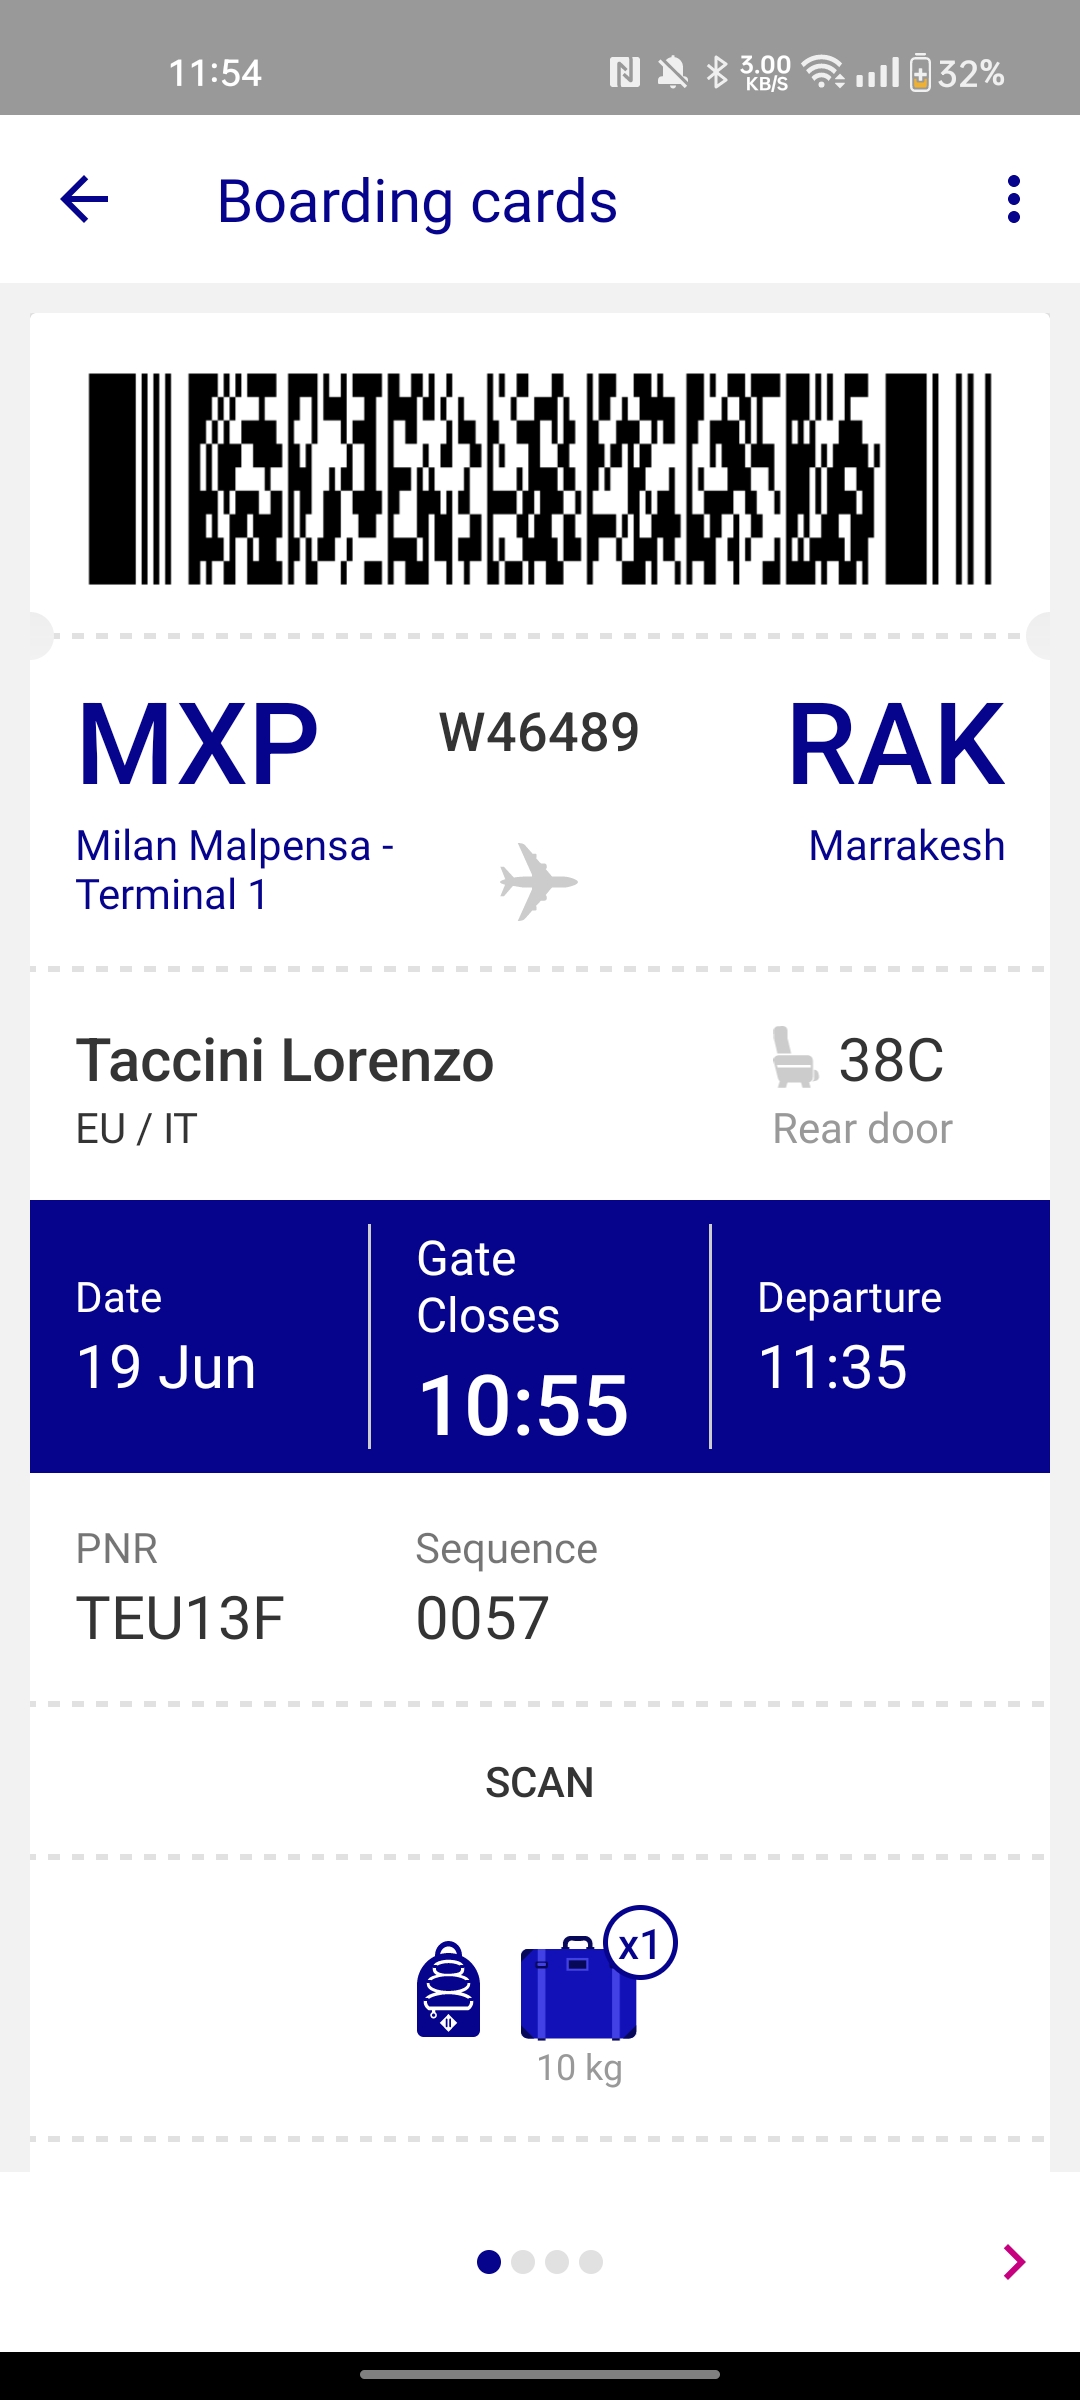 11:54
3.00
KB/S
32%
Boarding cards
MXP
W46489
RAK
Milan Malpensa -
Terminal 1
Marrakesh
Taccini Lorenzo
38C
EU / IT
Rear door
Date
19 Jun
Gate
Closes
10:55
Departure
11:35
PNR
TEU13F
Sequence
0057
SCAN
x1
10 kg